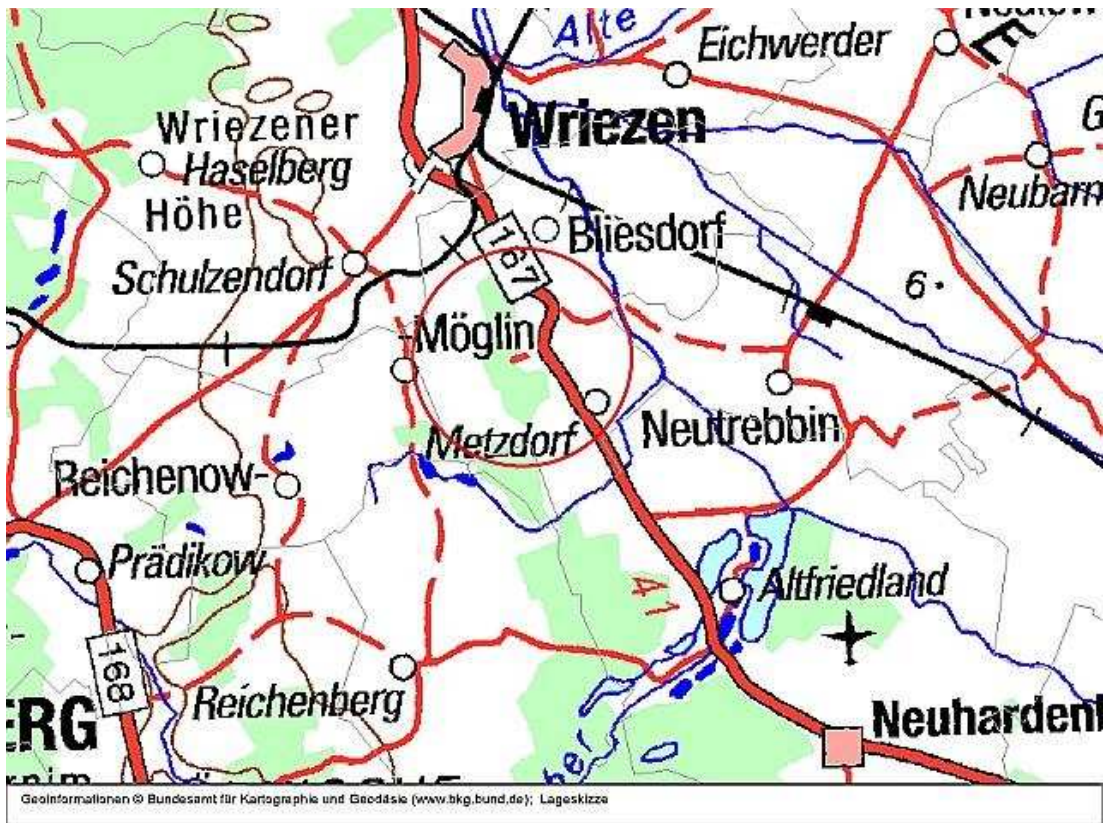 Alte
Eichwerder
Wriezen
Wriezener
Haselberg
Höhe
Neubarn
Bliesdorf
167
Schulzendorf
6
-Möglin
Metzdorf
Neutrebbin
Reichenow-
Prädikow
41
Altfriedland
168
Reichenberg
ERG
Neuhardenb
Geoinformationen © Bundesamt für Kartographie und Geodäsie (www.bkg.bund.de); Lageskizze